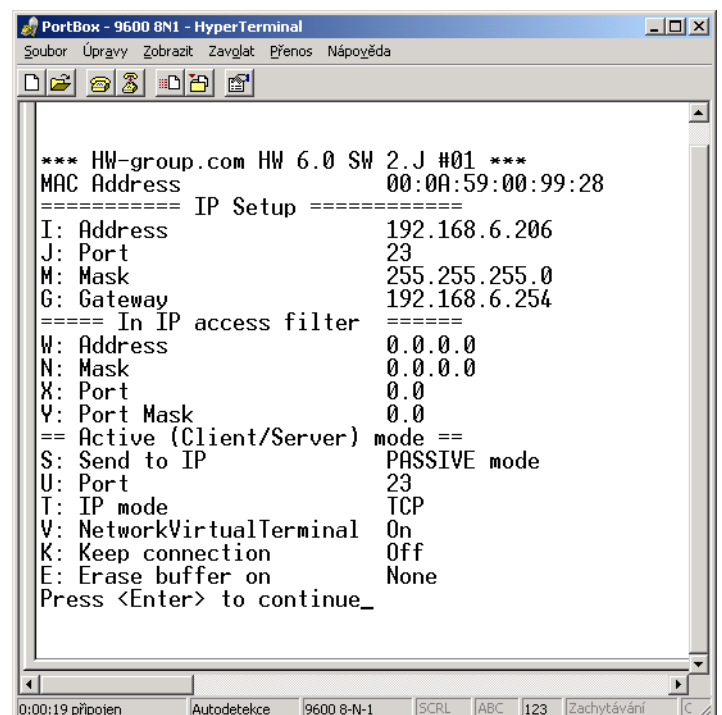 PortBox - 9600 8N1 - HyperTerminal
Soubor Úpravy Zobrazit Zavolat Přenos Nápověda
*** HW-group.com HW 6.0 SW 2.J #01 ***
MAC Address 00:0A:59:00:99:28
=========== IP Setup ============
I: Address 192.168.6.206
J: Port 23
M: Mask 255.255.255.0
G: Gateway 192.168.6.254
===== In IP access filter ======
W: Address 0.0.0.0
N: Mask 0.0.0.0
X: Port 0.0
Y: Port Mask 0.0
== Active (Client/Server) mode ==
S: Send to IP PASSIVE mode
U: Port 23
T: IP mode TCP
V: NetworkVirtualTerminal On
K: Keep connection Off
E: Erase buffer on None
Press <Enter> to continue_
0:00:19 připojen Autodetekce 9600 8-N-1 SCRL ABC 123 Zachytávání C